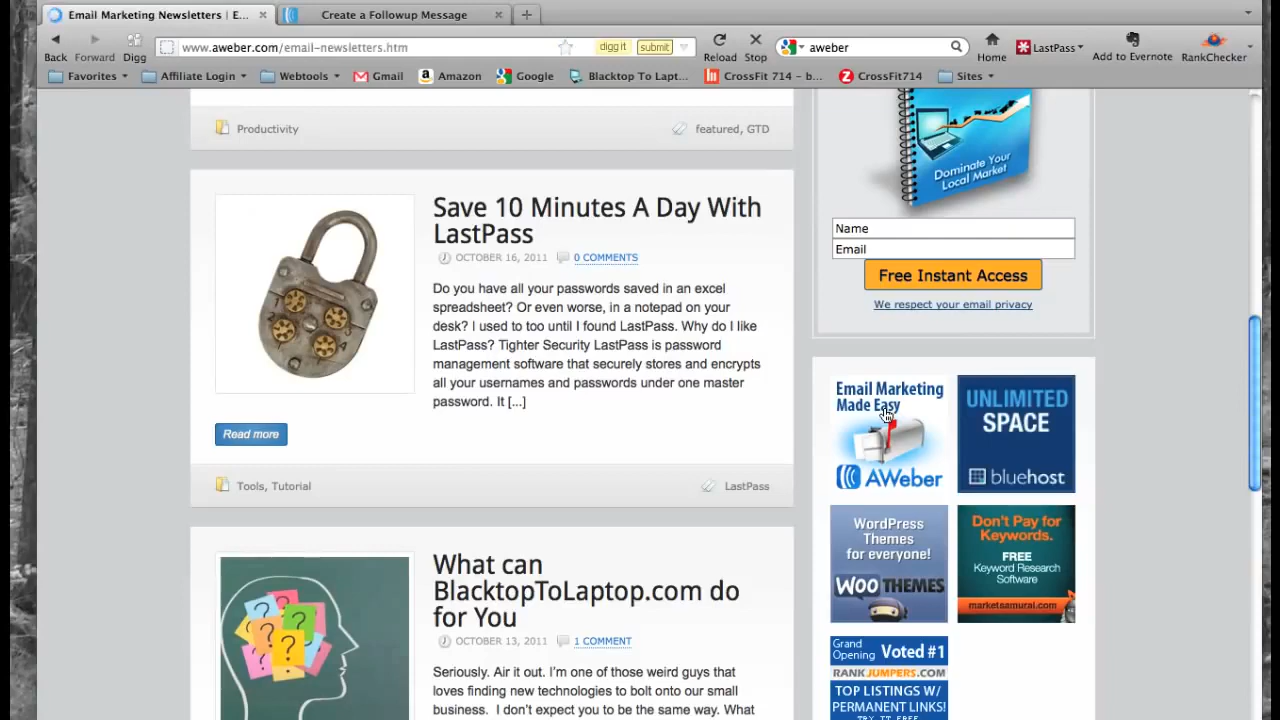 Email Marketing Newsletters | E...
Create a Followup Message
www.aweber.com/email-newsletters.htm
digg it
submit
aweber
Back
Forward
Digg
Reload
Stop
Home
LastPass
Add to Evernote
RankChecker
Favorites
Affiliate Login
Webtools
Gmail
Amazon
Google
Blacktop To Lapt...
CrossFit 714 – b...
CrossFit714
Sites
Productivity
featured, GTD
Save 10 Minutes A Day With
LastPass
OCTOBER 16, 2011
0 COMMENTS
Do you have all your passwords saved in an excel
spreadsheet? Or even worse, in a notepad on your
desk? I used to too until I found LastPass. Why do I like
LastPass? Tighter Security LastPass is password
management software that securely stores and encrypts
all your usernames and passwords under one master
password. It [...]
Read more
Tools, Tutorial
LastPass
What can
BlacktopToLaptop.com do
for You
OCTOBER 13, 2011
1 COMMENT
Seriously. Air it out. I'm one of those weird guys that
loves finding new technologies to bolt onto our small
business. I don't expect you to be the same way. What
Dominate Your
Local Market
Name
Email
Free Instant Access
We respect your email privacy
Email Marketing
Made Easy
AWeber
UNLIMITED
SPACE
bluehost
WordPress
Themes
for everyone!
WOO THEMES
Don't Pay for
Keywords.
FREE
Keyword Research
Software
marketsamurai.com
Grand
Opening
Voted #1
RANKJUMPERS.COM
TOP LISTINGS W/
PERMANENT LINKS!
TRY IT FREE